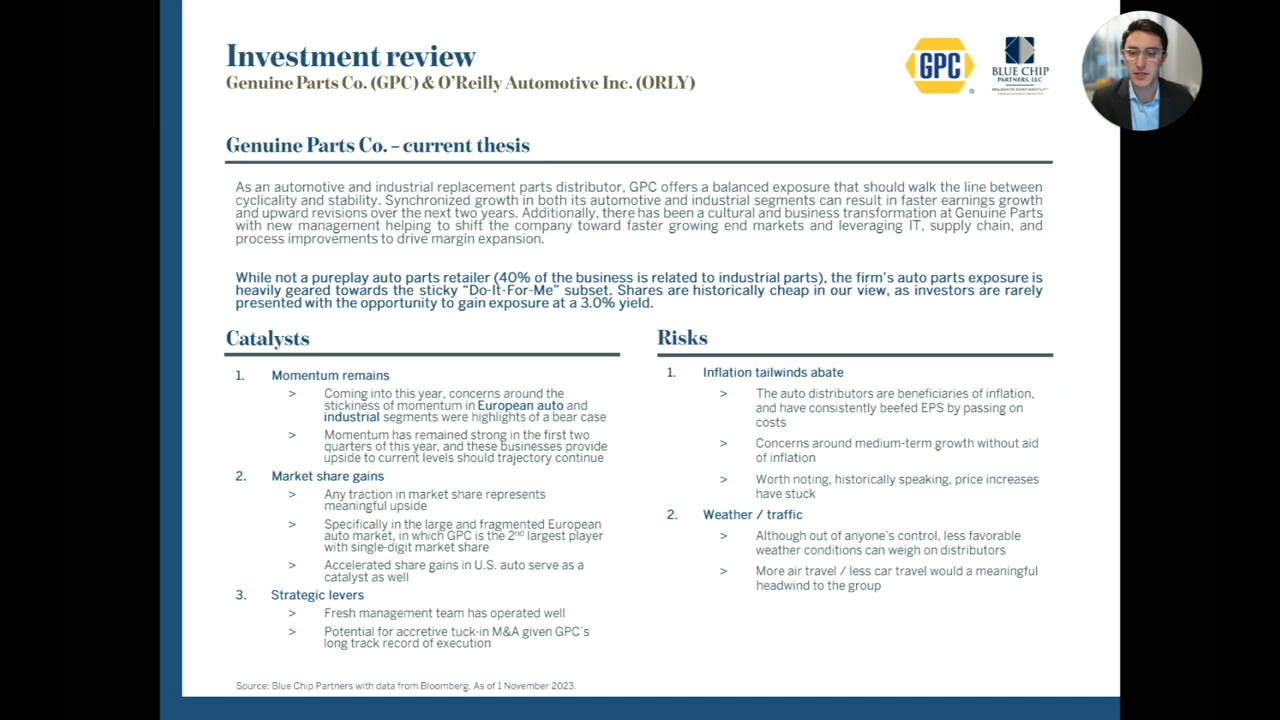 Investment review
Genuine Parts Co. (GPC) & O'Reilly Automotive Inc. (ORLY)
GPC
BLUE CHIP
PARTNERS, LLC
Genuine Parts Co. – current thesis
As an automotive and industrial replacement parts distributor, GPC offers a balanced exposure that should walk the line between
cyclicality and stability. Synchronized growth in both its automotive and industrial segments can result in faster earnings growth
and upward revisions over the next two years. Additionally, there has been a cultural and business transformation at Genuine Parts
with new management helping to shift the company toward faster growing end markets and leveraging IT, supply chain, and
process improvements to drive margin expansion.
While not a pureplay auto parts retailer (40% of the business is related to industrial parts), the firm's auto parts exposure is
heavily geared towards the sticky “Do-It-For-Me” subset. Shares are historically cheap in our view, as investors are rarely
presented with the opportunity to gain exposure at a 3.0% yield.
Catalysts
1. Momentum remains
> Coming into this year, concerns around the
stickiness of momentum in European auto and
industrial segments were highlights of a bear case
> Momentum has remained strong in the first two
quarters of this year, and these businesses provide
upside to current levels should trajectory continue
2. Market share gains
> Any traction in market share represents
meaningful upside
> Specifically in the large and fragmented European
auto market, in which GPC is the 2nd largest player
with single-digit market share
> Accelerated share gains in U.S. auto serve as a
catalyst as well
3. Strategic levers
> Fresh management team has operated well
> Potential for accretive tuck-in M&A given GPC's
long track record of execution
Risks
1. Inflation tailwinds abate
> The auto distributors are beneficiaries of inflation,
and have consistently beefed EPS by passing on
costs
> Concerns around medium-term growth without aid
of inflation
> Worth noting, historically speaking, price increases
have stuck
2. Weather / traffic
> Although out of anyone's control, less favorable
weather conditions can weigh on distributors
> More air travel / less car travel would a meaningful
headwind to the group
Source: Blue Chip Partners with data from Bloomberg. As of 1 November 2023.